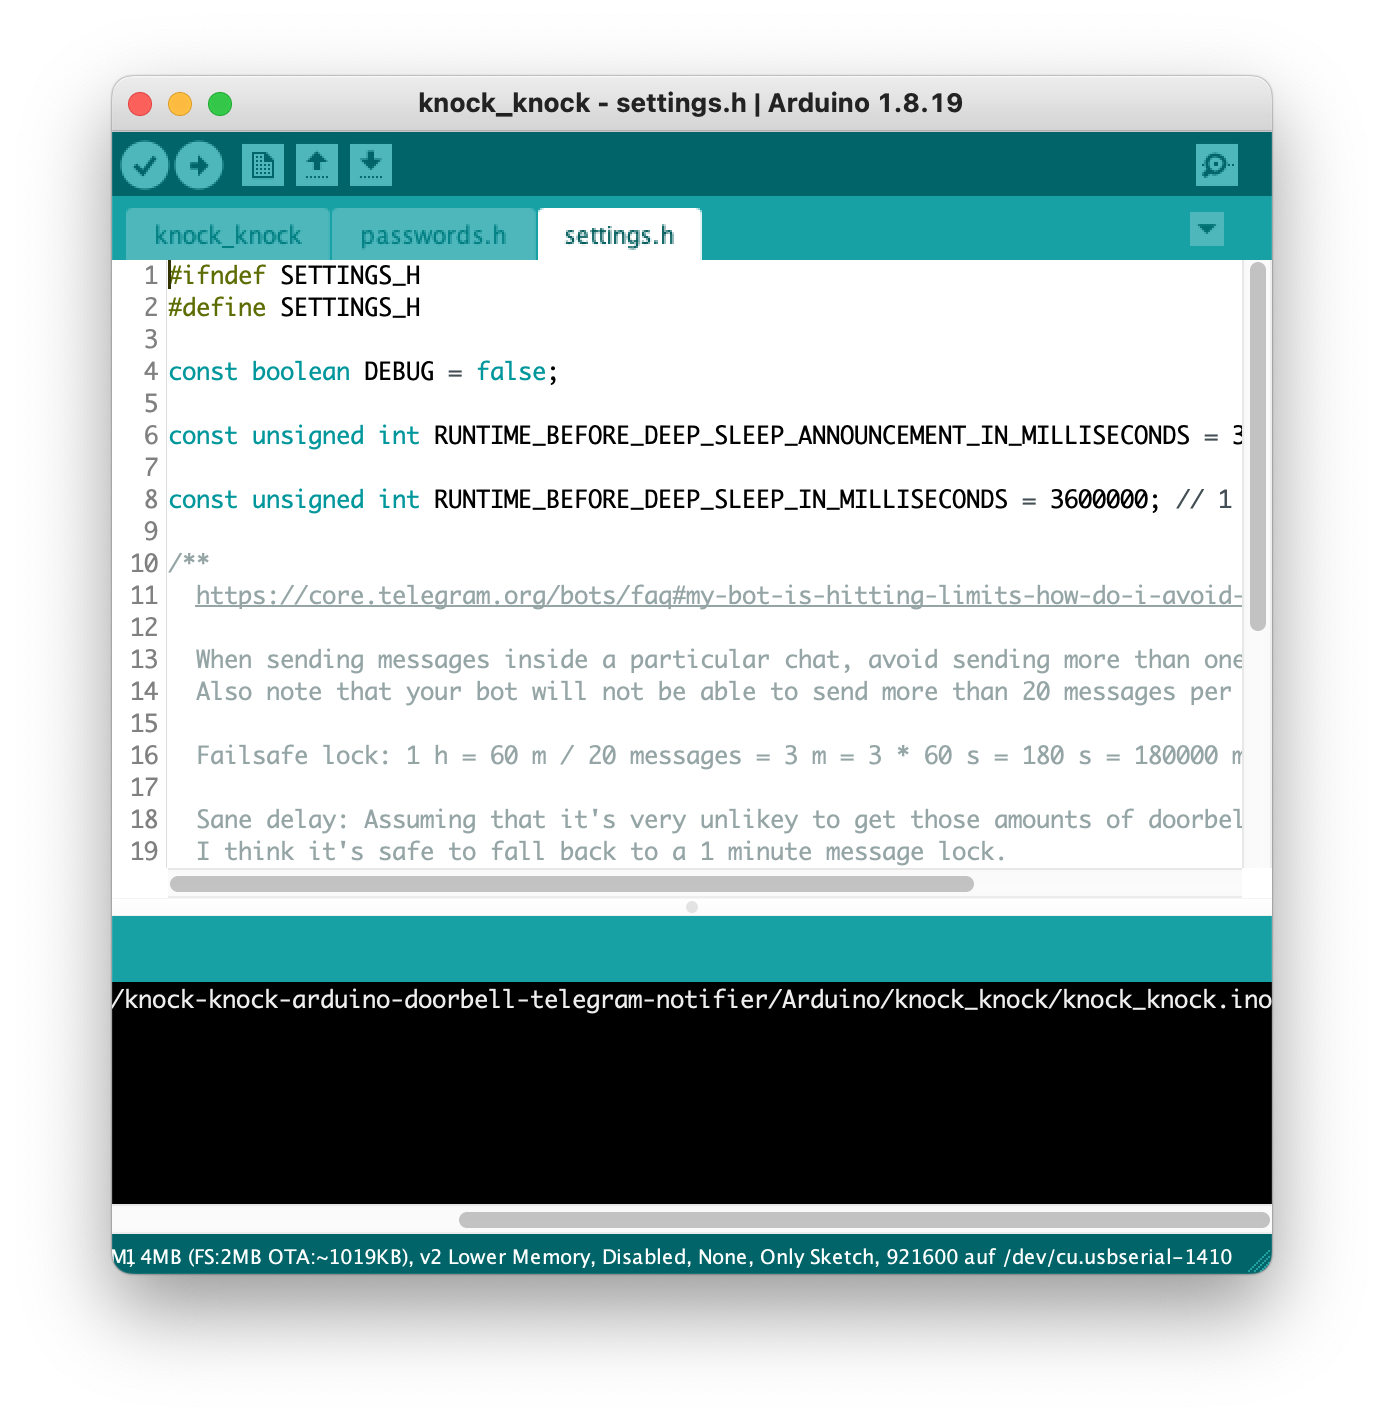 knock_knock - settings.h | Arduino 1.8.19
knock_knock passwords.h settings.h
1 #ifndef SETTINGS_H
2 #define SETTINGS_H
3
4 const boolean DEBUG = false;
5
6 const unsigned int RUNTIME_BEFORE_DEEP_SLEEP_ANNOUNCEMENT_IN_MILLISECONDS = 3
7
8 const unsigned int RUNTIME_BEFORE_DEEP_SLEEP_IN_MILLISECONDS = 3600000; // 1
9
10 /**
11 https://core.telegram.org/bots/faq#my-bot-is-hitting-limits-how-do-i-avoid-
12
13 When sending messages inside a particular chat, avoid sending more than one
14 Also note that your bot will not be able to send more than 20 messages per
15
16 Failsafe lock: 1 h = 60 m / 20 messages = 3 m = 3 * 60 s = 180 s = 180000 m
17
18 Sane delay: Assuming that it's very unlikey to get those amounts of doorbel
19 I think it's safe to fall back to a 1 minute message lock.
/knock-knock-arduino-doorbell-telegram-notifier/Arduino/knock_knock/knock_knock.ino
4MB (FS:2MB OTA:~1019KB), v2 Lower Memory, Disabled, None, Only Sketch, 921600 auf /dev/cu.usbserial-1410